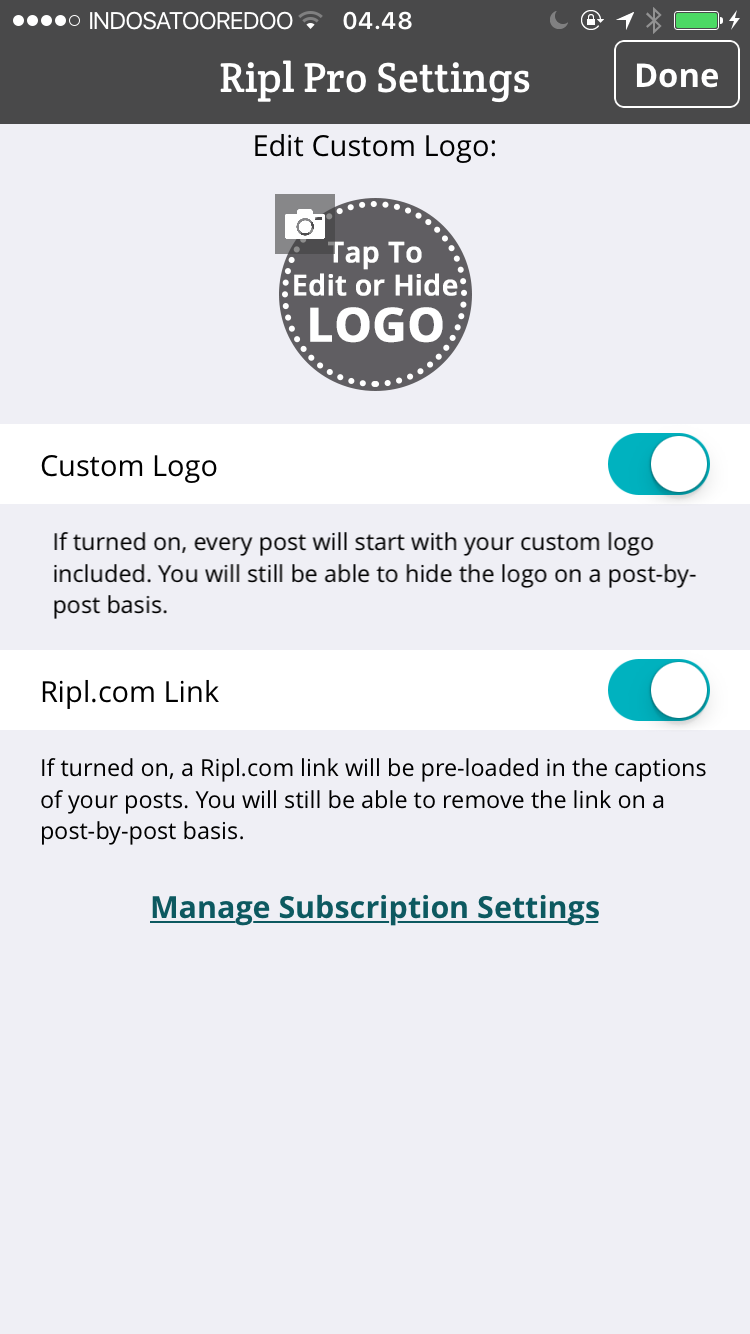 INDOSATOOREDOO 04.48
Ripl Pro Settings
Done
Edit Custom Logo:
Tap To
Edit or Hide
LOGO
Custom Logo
If turned on, every post will start with your custom logo
included. You will still be able to hide the logo on a post-by-
post basis.
Ripl.com Link
If turned on, a Ripl.com link will be pre-loaded in the captions
of your posts. You will still be able to remove the link on a
post-by-post basis.
Manage Subscription Settings